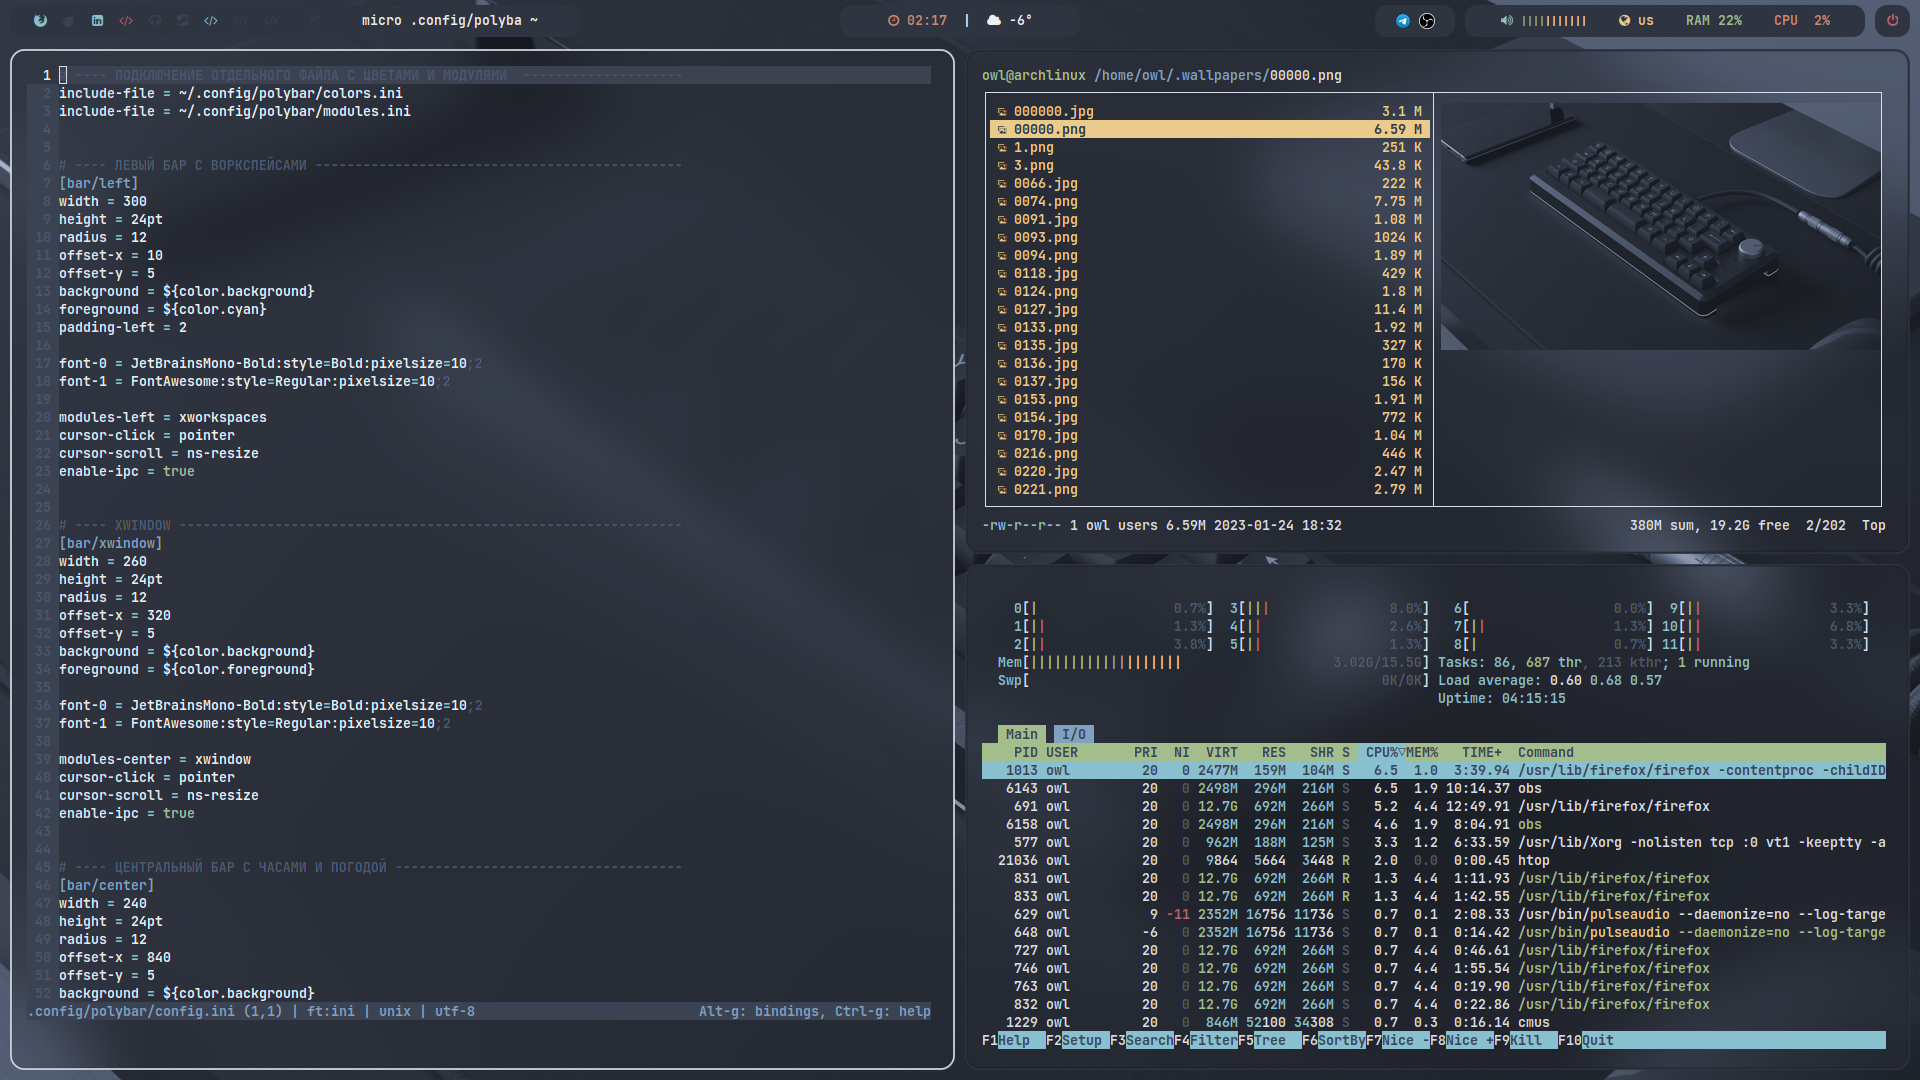 micro .config/polyba ~
02:17 | -6°
us
RAM 22%
CPU 2%
1 ---- ПОДКЛЮЧЕНИЕ ОТДЕЛЬНОГО ФАЙЛА С ЦВЕТАМИ И МОДУЛЯМИ --------------------
2 include-file = ~/.config/polybar/colors.ini
3 include-file = ~/.config/polybar/modules.ini
4
5
6 # ---- ЛЕВЫЙ БАР С ВОРКСПЕЙСАМИ ----------------------------------------------
7 [bar/left]
8 width = 300
9 height = 24pt
10 radius = 12
11 offset-x = 10
12 offset-y = 5
13 background = ${color.background}
14 foreground = ${color.cyan}
15 padding-left = 2
16
17 font-0 = JetBrainsMono-Bold:style=Bold:pixelsize=10;2
18 font-1 = FontAwesome:style=Regular:pixelsize=10;2
19
20 modules-left = xworkspaces
21 cursor-click = pointer
22 cursor-scroll = ns-resize
23 enable-ipc = true
24
25
26 # ---- XWINDOW ---------------------------------------------------------------
27 [bar/xwindow]
28 width = 260
29 height = 24pt
30 radius = 12
31 offset-x = 320
32 offset-y = 5
33 background = ${color.background}
34 foreground = ${color.foreground}
35
36 font-0 = JetBrainsMono-Bold:style=Bold:pixelsize=10;2
37 font-1 = FontAwesome:style=Regular:pixelsize=10;2
38
39 modules-center = xwindow
40 cursor-click = pointer
41 cursor-scroll = ns-resize
42 enable-ipc = true
43
44
45 # ---- ЦЕНТРАЛЬНЫЙ БАР С ЧАСАМИ И ПОГОДОЙ ------------------------------------
46 [bar/center]
47 width = 240
48 height = 24pt
49 radius = 12
50 offset-x = 840
51 offset-y = 5
52 background = ${color.background}
.config/polybar/config.ini (1,1) | ft:ini | unix | utf-8 Alt-g: bindings, Ctrl-g: help
owl@archlinux /home/owl/.wallpapers/00000.png
000000.jpg 3.1 M
00000.png 6.59 M
1.png 251 K
3.png 43.8 K
0066.jpg 222 K
0074.png 7.75 M
0091.jpg 1.08 M
0093.png 1024 K
0094.png 1.89 M
0118.jpg 429 K
0124.png 1.8 M
0127.jpg 11.4 M
0133.png 1.92 M
0135.jpg 327 K
0136.jpg 170 K
0137.jpg 156 K
0153.png 1.91 M
0154.jpg 772 K
0170.jpg 1.04 M
0216.png 446 K
0220.jpg 2.47 M
0221.png 2.79 M
-rw-r--r-- 1 owl users 6.59M 2023-01-24 18:32 380M sum, 19.2G free 2/202 Top
0[| 0.7%] 3[||| 8.0%] 6[ 0.0%] 9[|| 3.3%]
1[|| 1.3%] 4[|| 2.6%] 7[|| 1.3%] 10[|| 6.8%]
2[|| 3.8%] 5[|| 1.3%] 8[| 0.7%] 11[|| 3.3%]
Mem[||||||||||||||||||| 3.02G/15.5G] Tasks: 86, 687 thr, 213 kthr; 1 running
Swp[ 0K/0K] Load average: 0.60 0.68 0.57
Uptime: 04:15:15
Main I/O
PID USER PRI NI VIRT RES SHR S CPU%▽MEM% TIME+ Command
1013 owl 20 0 2477M 159M 104M S 6.5 1.0 3:39.94 /usr/lib/firefox/firefox -contentproc -childID
6143 owl 20 0 2498M 296M 216M S 6.5 1.9 10:14.37 obs
691 owl 20 0 12.7G 692M 266M S 5.2 4.4 12:49.91 /usr/lib/firefox/firefox
6158 owl 20 0 2498M 296M 216M S 4.6 1.9 8:04.91 obs
577 owl 20 0 962M 188M 125M S 3.3 1.2 6:33.59 /usr/lib/Xorg -nolisten tcp :0 vt1 -keeptty -a
21036 owl 20 0 9864 5664 3448 R 2.0 0.0 0:00.45 htop
831 owl 20 0 12.7G 692M 266M R 1.3 4.4 1:11.93 /usr/lib/firefox/firefox
833 owl 20 0 12.7G 692M 266M R 1.3 4.4 1:42.55 /usr/lib/firefox/firefox
629 owl 9 -11 2352M 16756 11736 S 0.7 0.1 2:08.33 /usr/bin/pulseaudio --daemonize=no --log-targe
648 owl -6 0 2352M 16756 11736 S 0.7 0.1 0:14.42 /usr/bin/pulseaudio --daemonize=no --log-targe
727 owl 20 0 12.7G 692M 266M S 0.7 4.4 0:46.61 /usr/lib/firefox/firefox
746 owl 20 0 12.7G 692M 266M S 0.7 4.4 1:55.54 /usr/lib/firefox/firefox
763 owl 20 0 12.7G 692M 266M S 0.7 4.4 0:19.90 /usr/lib/firefox/firefox
832 owl 20 0 12.7G 692M 266M S 0.7 4.4 0:22.86 /usr/lib/firefox/firefox
1229 owl 20 0 846M 52100 34308 S 0.7 0.3 0:16.14 cmus
F1Help F2Setup F3SearchF4FilterF5Tree F6SortByF7Nice -F8Nice +F9Kill F10Quit